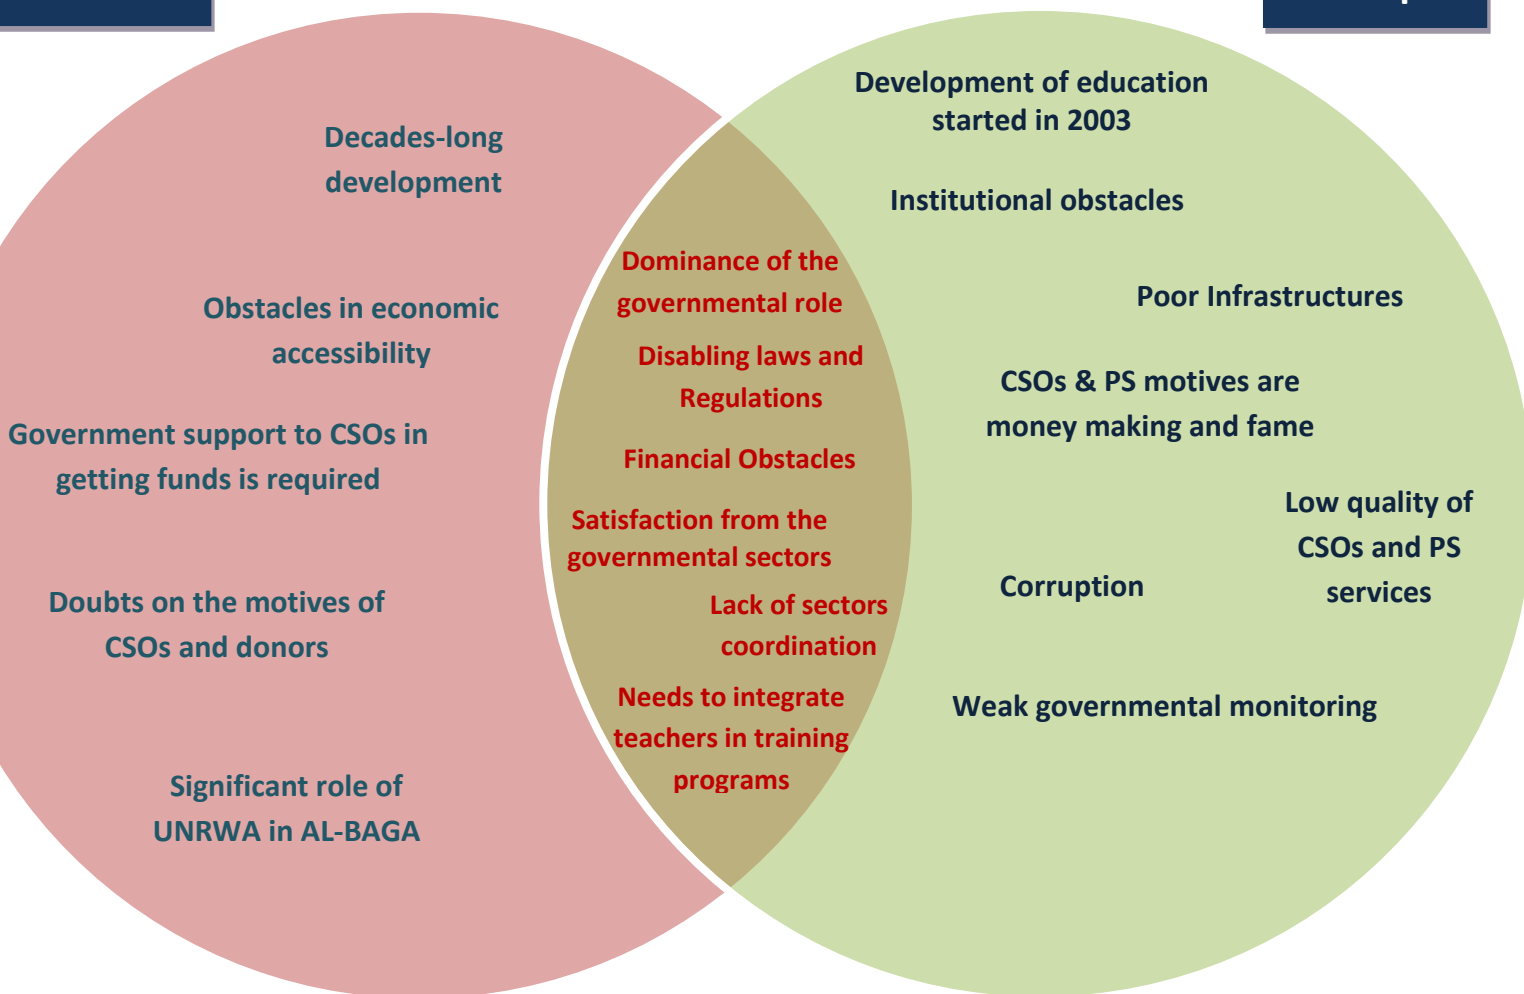 Decades-long
development
Obstacles in economic
accessibility
Government support to CSOs in
getting funds is required
Doubts on the motives of
CSOs and donors
Significant role of
UNRWA in AL-BAGA
Dominance of the
governmental role
Disabling laws and
Regulations
Financial Obstacles
Satisfaction from the
governmental sectors
Lack of sectors
coordination
Needs to integrate
teachers in training
programs
Development of education
started in 2003
Institutional obstacles
Poor Infrastructures
CSOs & PS motives are
money making and fame
Low quality of
CSOs and PS
services
Corruption
Weak governmental monitoring